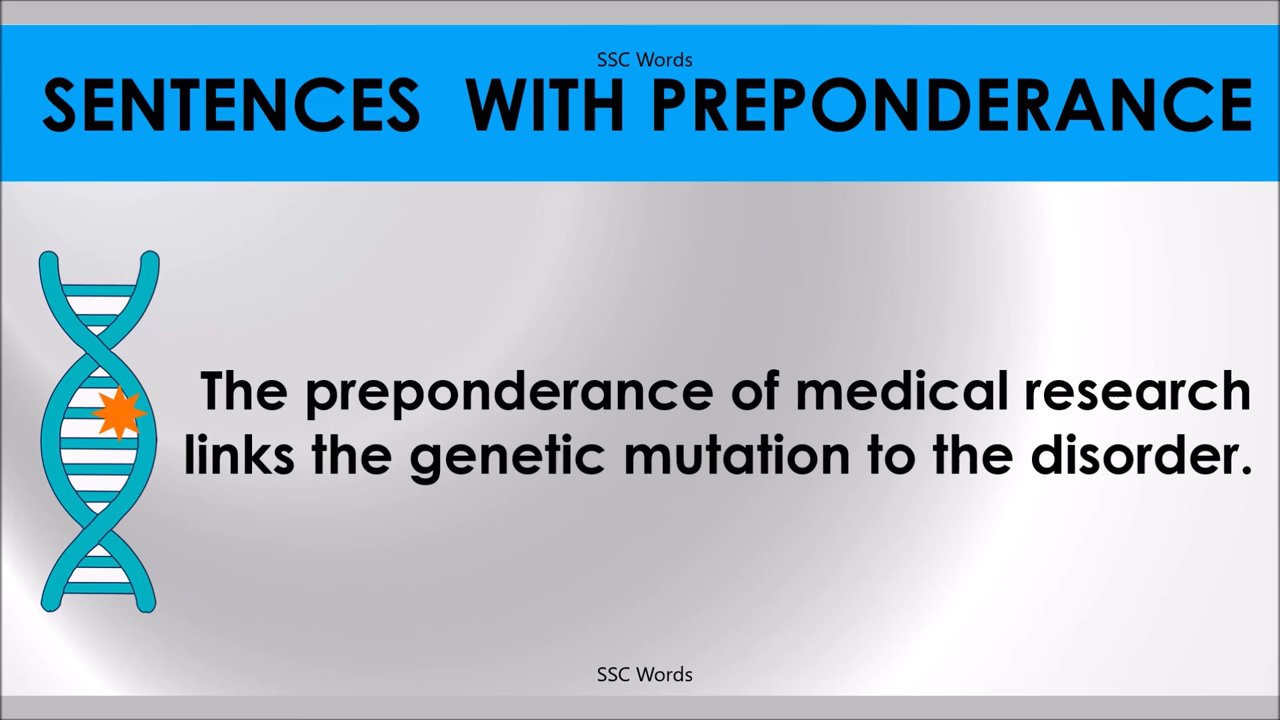 SSC Words
SENTENCES WITH PREPONDERANCE
The preponderance of medical research
links the genetic mutation to the disorder.
SSC Words